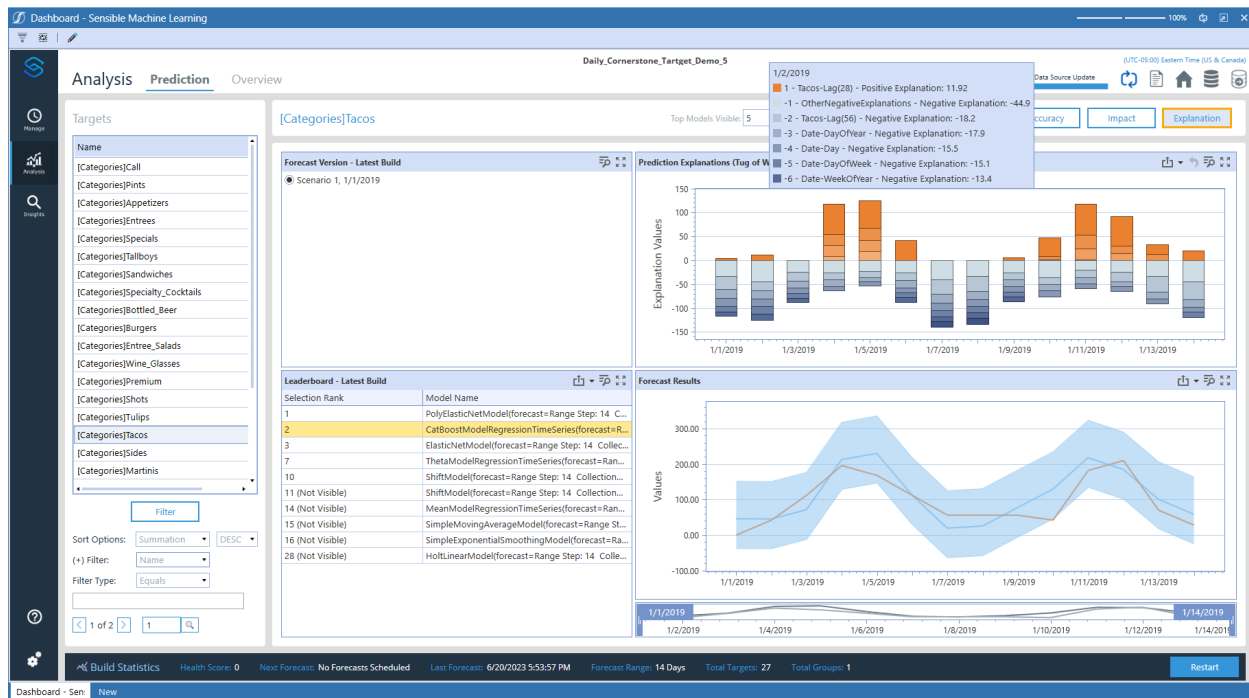 Dashboard - Sensible Machine Learning
100%
Daily_Cornerstone_Tartget_Demo_5
(UTC-05:00) Eastern Time (US & Canada)
Analysis Prediction Overview
Data Source Update
Manage
Analysis
Insights
Targets
Name
[Categories]Call
[Categories]Pints
[Categories]Appetizers
[Categories]Entrees
[Categories]Specials
[Categories]Tallboys
[Categories]Sandwiches
[Categories]Specialty_Cocktails
[Categories]Bottled_Beer
[Categories]Burgers
[Categories]Entree_Salads
[Categories]Wine_Glasses
[Categories]Premium
[Categories]Shots
[Categories]Tulips
[Categories]Tacos
[Categories]Sides
[Categories]Martinis
Filter
Sort Options: Summation DESC
(+) Filter: Name
Filter Type: Equals
1 of 2 1
[Categories]Tacos
Top Models Visible: 5
ccuracy Impact Explanation
1/2/2019
1 - Tacos-Lag(28) - Positive Explanation: 11.92
-1 - OtherNegativeExplanations - Negative Explanation: -44.9
-2 - Tacos-Lag(56) - Negative Explanation: -18.2
-3 - Date-DayOfYear - Negative Explanation: -17.9
-4 - Date-Day - Negative Explanation: -15.5
-5 - Date-DayOfWeek - Negative Explanation: -15.1
-6 - Date-WeekOfYear - Negative Explanation: -13.4
Forecast Version - Latest Build
Scenario 1, 1/1/2019
Prediction Explanations (Tug of W
Explanation Values
150
100
50
0
-50
-100
-150
1/1/2019 1/3/2019 1/5/2019 1/7/2019 1/9/2019 1/11/2019 1/13/2019
Leaderboard - Latest Build
Selection Rank Model Name
1 PolyElasticNetModel(forecast=Range Step: 14 C...
2 CatBoostModelRegressionTimeSeries(forecast=R...
3 ElasticNetModel(forecast=Range Step: 14 Collec...
7 ThetaModelRegressionTimeSeries(forecast=Ran...
10 ShiftModel(forecast=Range Step: 14 Collection...
11 (Not Visible) ShiftModel(forecast=Range Step: 14 Collection...
14 (Not Visible) MeanModelRegressionTimeSeries(forecast=Ran...
15 (Not Visible) SimpleMovingAverageModel(forecast=Range St...
16 (Not Visible) SimpleExponentialSmoothingModel(forecast=Ran...
28 (Not Visible) HoltLinearModel(forecast=Range Step: 14 Colle...
Forecast Results
Values
300.00
200.00
100.00
0.00
-100.00
1/1/2019 1/3/2019 1/5/2019 1/7/2019 1/9/2019 1/11/2019 1/13/2019
1/1/2019 1/14/2019
1/2/2019 1/4/2019 1/6/2019 1/8/2019 1/10/2019 1/12/2019 1/14/2019
Build Statistics Health Score: 0 Next Forecast: No Forecasts Scheduled Last Forecast: 6/20/2023 5:53:57 PM Forecast Range: 14 Days Total Targets: 27 Total Groups: 1 Restart
Dashboard - Sen: New